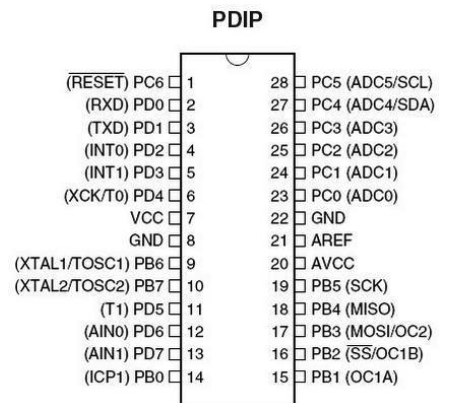 PDIP
(RESET) PC6 1 28 PC5 (ADC5/SCL)
(RXD) PD0 2 27 PC4 (ADC4/SDA)
(TXD) PD1 3 26 PC3 (ADC3)
(INT0) PD2 4 25 PC2 (ADC2)
(INT1) PD3 5 24 PC1 (ADC1)
(XCK/T0) PD4 6 23 PC0 (ADC0)
VCC 7 22 GND
GND 8 21 AREF
(XTAL1/TOSC1) PB6 9 20 AVCC
(XTAL2/TOSC2) PB7 10 19 PB5 (SCK)
(T1) PD5 11 18 PB4 (MISO)
(AIN0) PD6 12 17 PB3 (MOSI/OC2)
(AIN1) PD7 13 16 PB2 (SS/OC1B)
(ICP1) PB0 14 15 PB1 (OC1A)